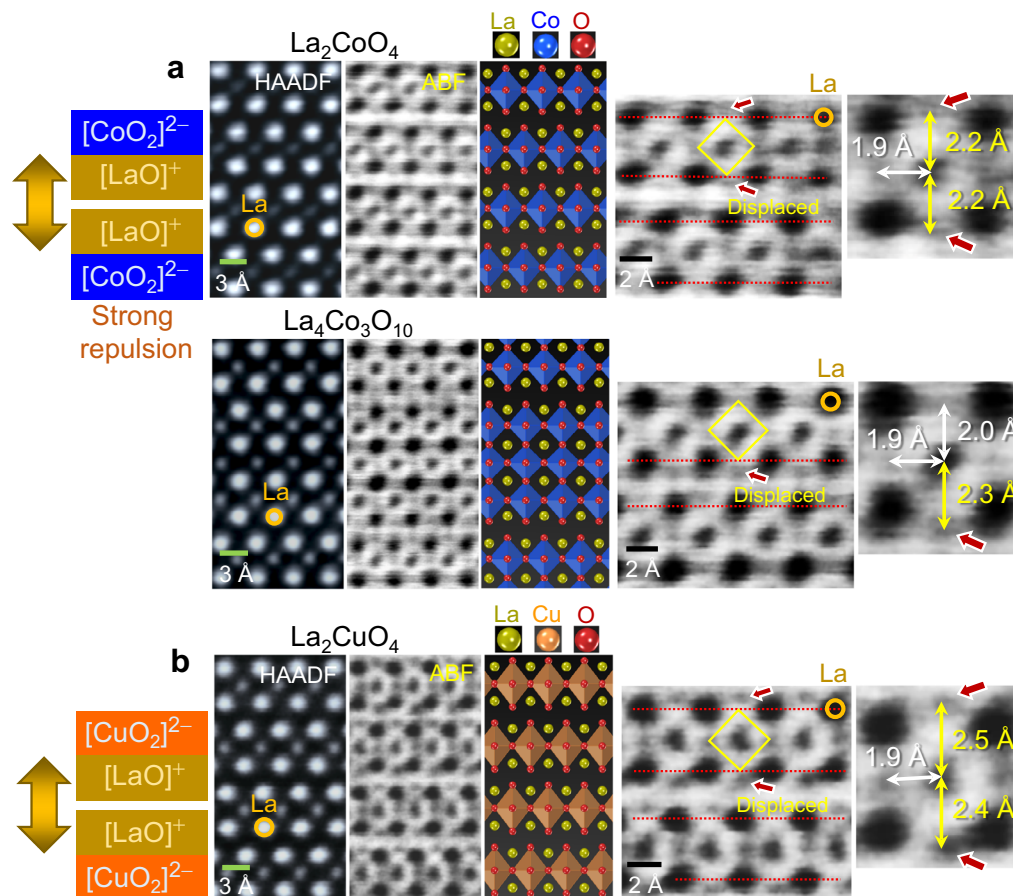 La Co O
La₂CoO₄
a
HAADF
ABF
[CoO₂]²⁻
[LaO]⁺
[LaO]⁺
[CoO₂]²⁻
Strong
repulsion
La
3 Å
La
Displaced
2 Å
1.9 Å
2.2 Å
2.2 Å
La₄Co₃O₁₀
La
3 Å
La
Displaced
2 Å
1.9 Å
2.0 Å
2.3 Å
La Cu O
La₂CuO₄
b
HAADF
ABF
[CuO₂]²⁻
[LaO]⁺
[LaO]⁺
[CuO₂]²⁻
La
3 Å
La
Displaced
2 Å
1.9 Å
2.5 Å
2.4 Å